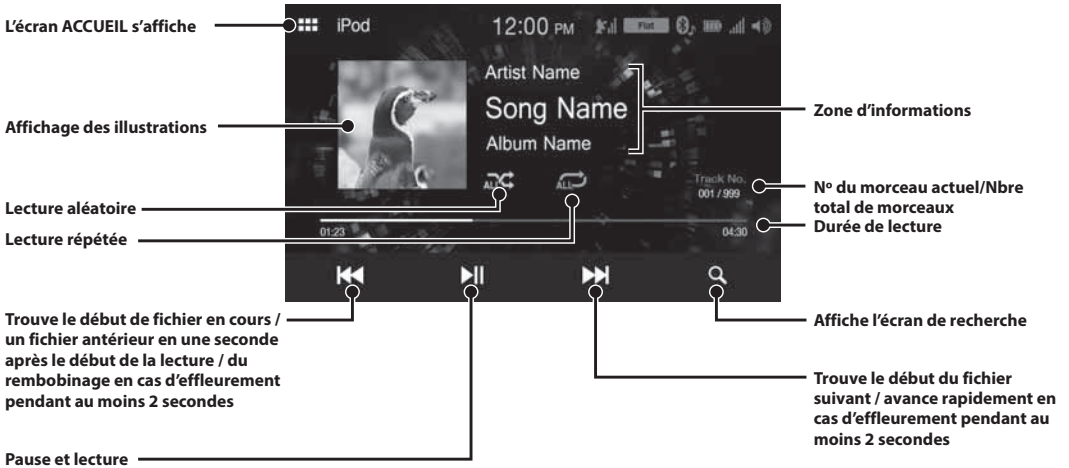 L'écran ACCUEIL s'affiche
iPod
12:00 PM
Flat
Affichage des illustrations
Artist Name
Song Name
Album Name
Zone d'informations
ALL
ALL
Track No.
001 / 999
Nº du morceau actuel/Nbre
total de morceaux
Lecture aléatoire
Lecture répétée
01:23
04:30
Durée de lecture
Trouve le début de fichier en cours /
un fichier antérieur en une seconde
après le début de la lecture / du
rembobinage en cas d'effleurement
pendant au moins 2 secondes
Pause et lecture
Affiche l'écran de recherche
Trouve le début du fichier
suivant / avance rapidement en
cas d'effleurement pendant au
moins 2 secondes